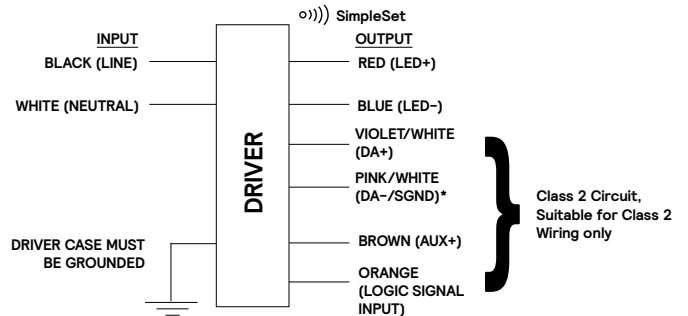 SimpleSet
INPUT
OUTPUT
BLACK (LINE)
RED (LED+)
WHITE (NEUTRAL)
BLUE (LED-)
DRIVER
VIOLET/WHITE
(DA+)
PINK/WHITE
(DA-/SGND)*
Class 2 Circuit,
Suitable for Class 2
Wiring only
DRIVER CASE MUST
BE GROUNDED
BROWN (AUX+)
ORANGE
(LOGIC SIGNAL
INPUT)